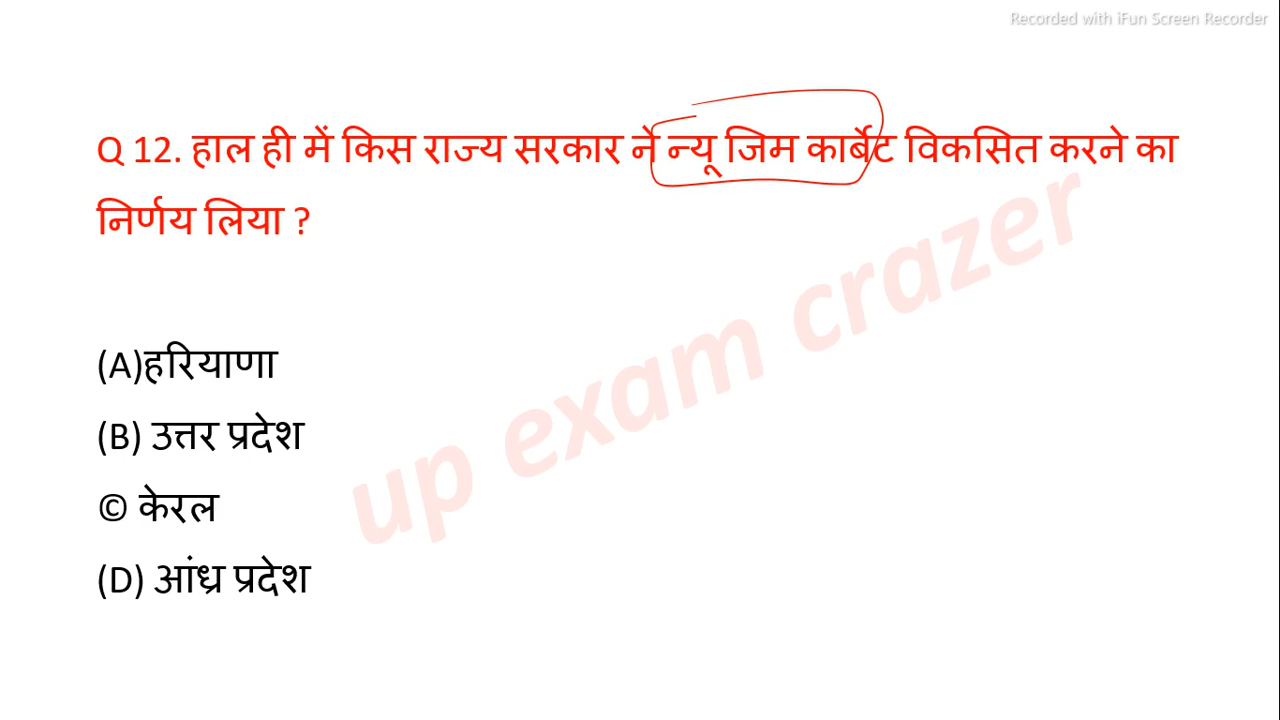 Recorded with iFun Screen Recorder
Q 12. हाल ही में किस राज्य सरकार ने न्यू जिम कार्बेट विकसित करने का
निर्णय लिया ?
(A)हरियाणा
(B) उत्तर प्रदेश
© केरल
(D) आंध्र प्रदेश
up exam crazer